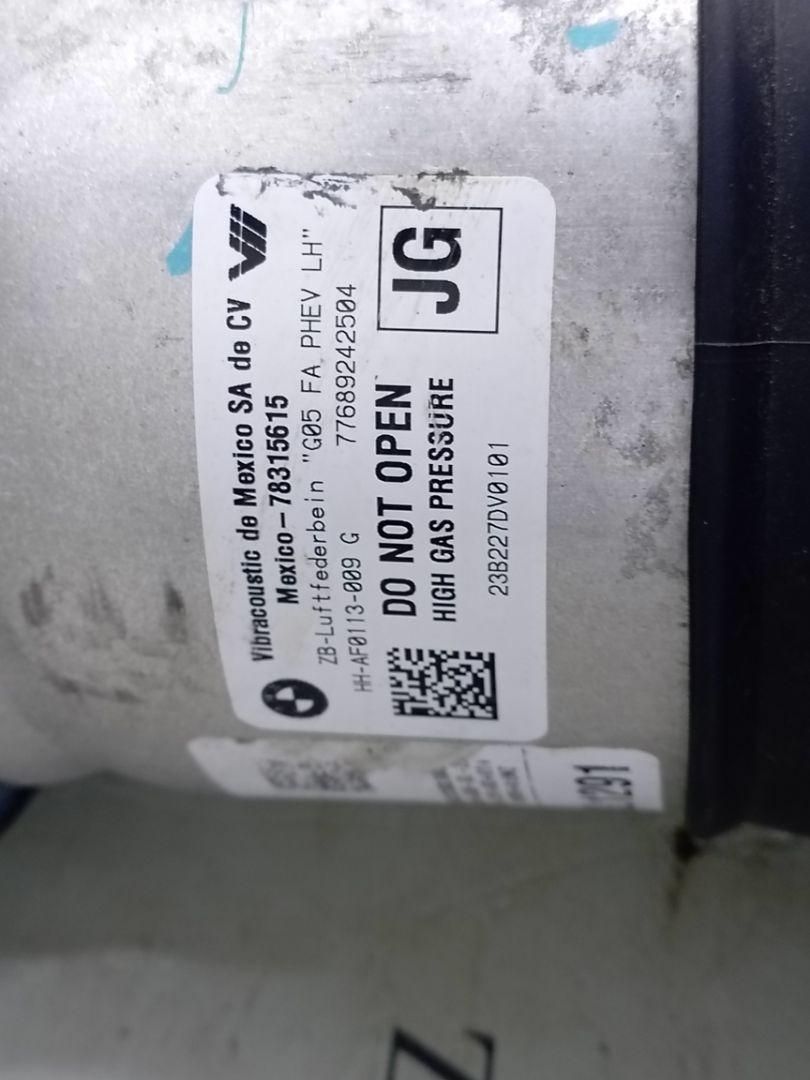 Vibracoustic de Mexico SA de CV
Mexico-78315615
ZB-Luftfederbein "G05 FA PHEV LH"
HH-AF0113-009 G 77689242504
DO NOT OPEN
HIGH GAS PRESSURE
JG
23B227DV0101
Z